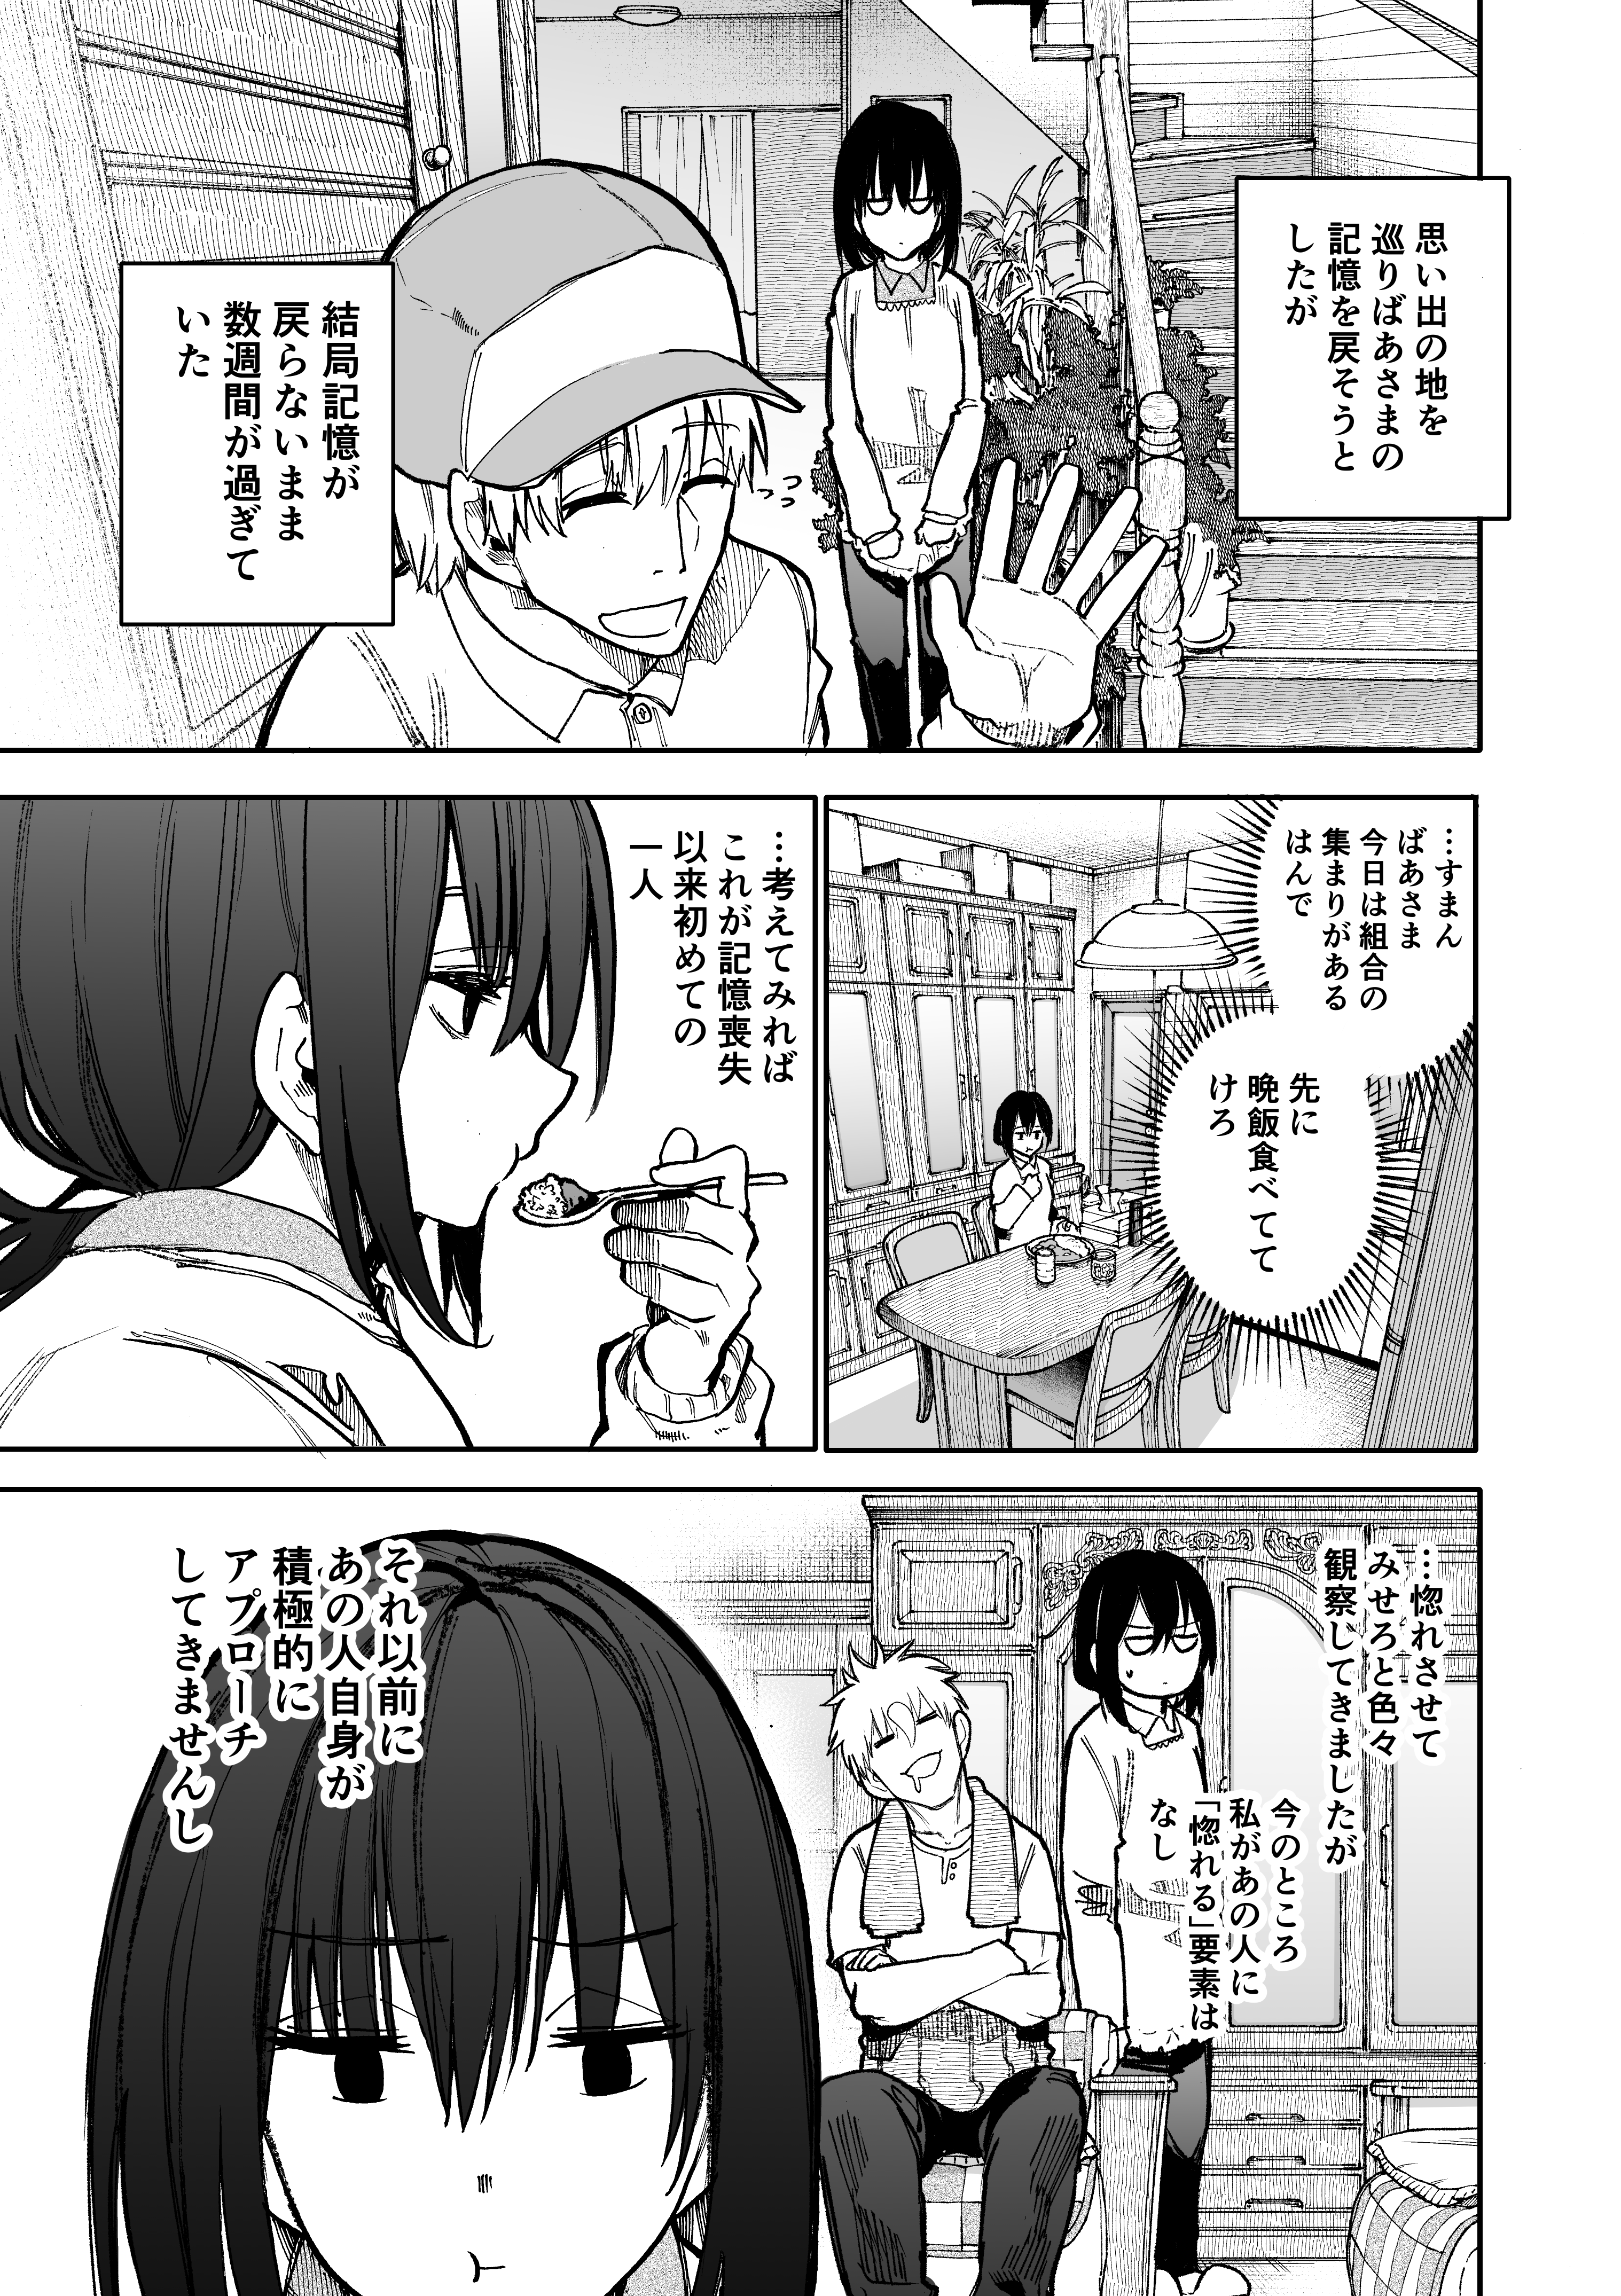 思い出の地を
巡りばあさまの
記憶を戻そうと
したが
結局記憶が
戻らないまま
数週間が過ぎて
いた
…すまん
ばあさま
今日は組合の
集まりがある
はんで
先に
晩飯食べてて
けろ
…考えてみれば
これが記憶喪失
以来初めての
一人
…惚れさせて
みせろと色々
観察してきましたが
今のところ
私があの人に
「惚れる」要素は
なし
それ以前に
あの人自身が
積極的に
アプローチ
してきませんし